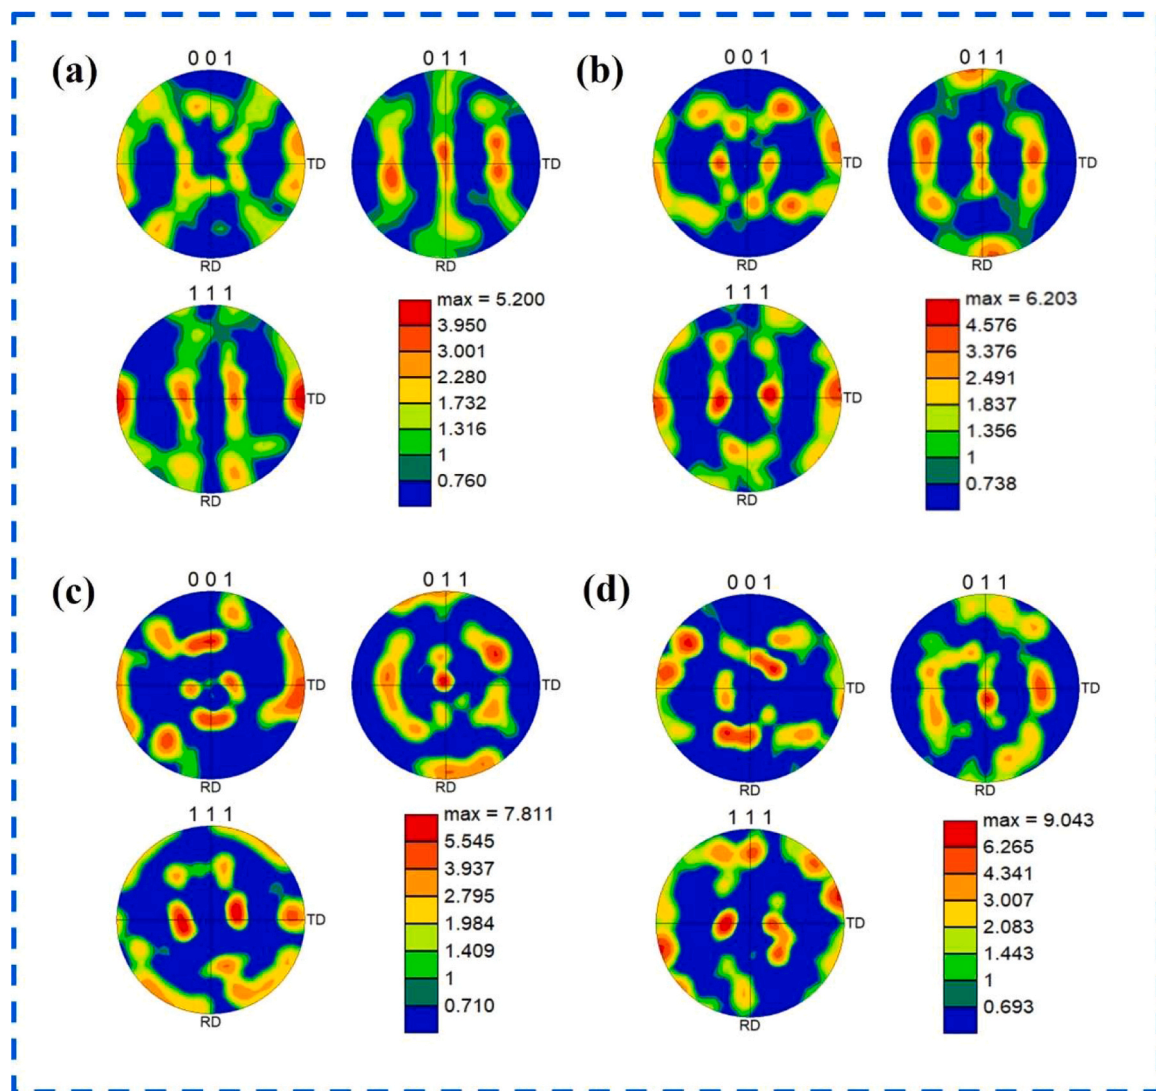 (a)
0 0 1
TD
RD
0 1 1
TD
RD
1 1 1
TD
RD
max = 5.200
3.950
3.001
2.280
1.732
1.316
1
0.760
(b)
0 0 1
TD
RD
0 1 1
TD
RD
1 1 1
TD
RD
max = 6.203
4.576
3.376
2.491
1.837
1.356
1
0.738
(c)
0 0 1
TD
RD
0 1 1
TD
RD
1 1 1
TD
RD
max = 7.811
5.545
3.937
2.795
1.984
1.409
1
0.710
(d)
0 0 1
TD
RD
0 1 1
TD
RD
1 1 1
TD
RD
max = 9.043
6.265
4.341
3.007
2.083
1.443
1
0.693